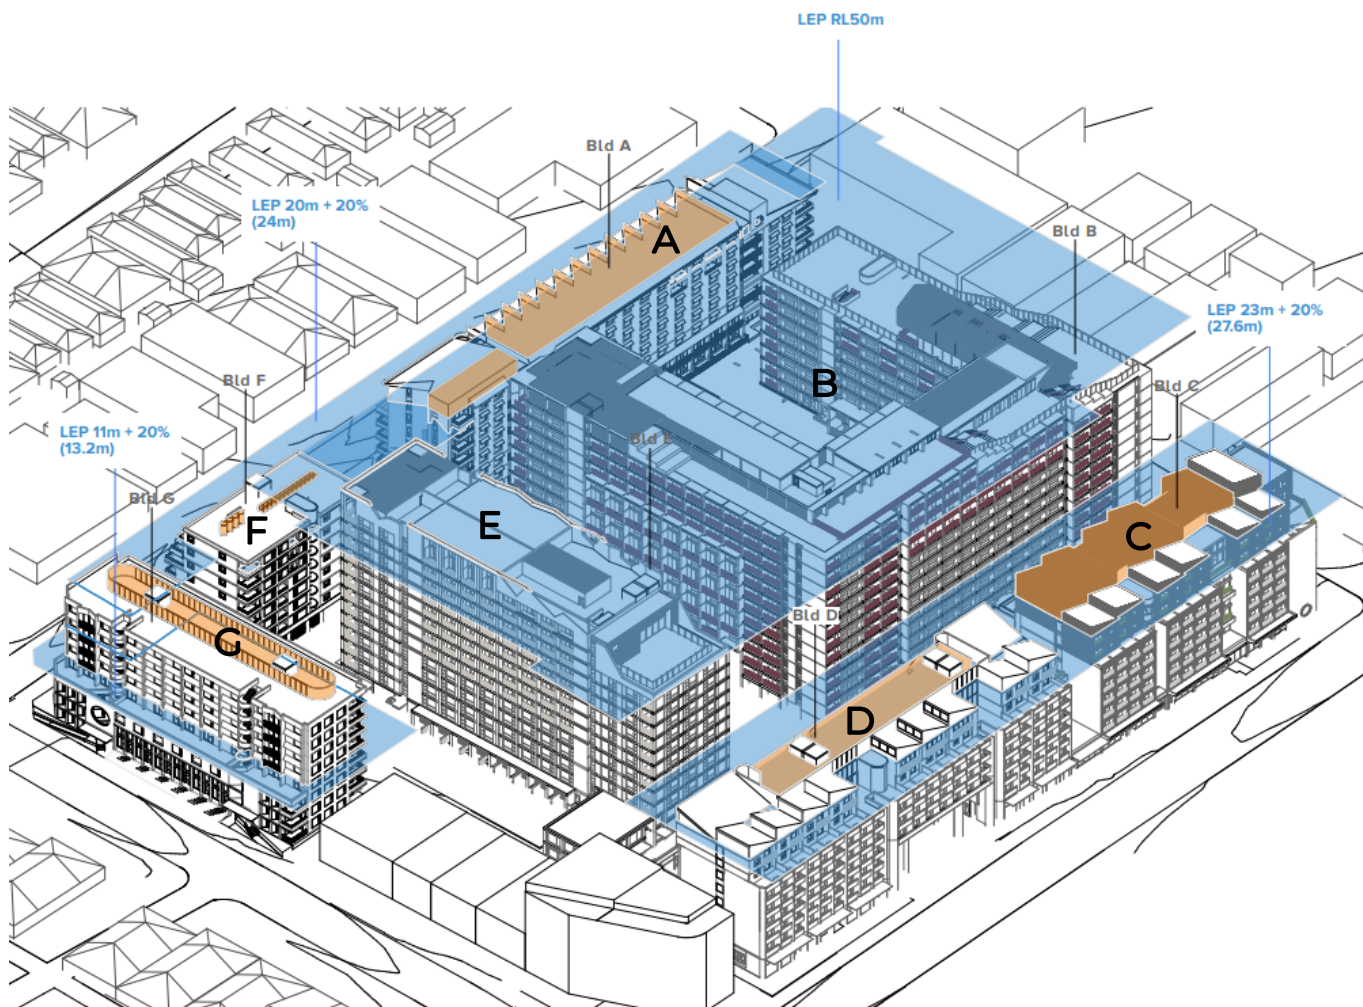 LEP RL50m
Bld A
A
LEP 20m + 20%
(24m)
Bld B
B
LEP 23m + 20%
(27.6m)
Bld F
Bld C
LEP 11m + 20%
(13.2m)
Bld E
Bld G
E
F
C
Bld D
G
D